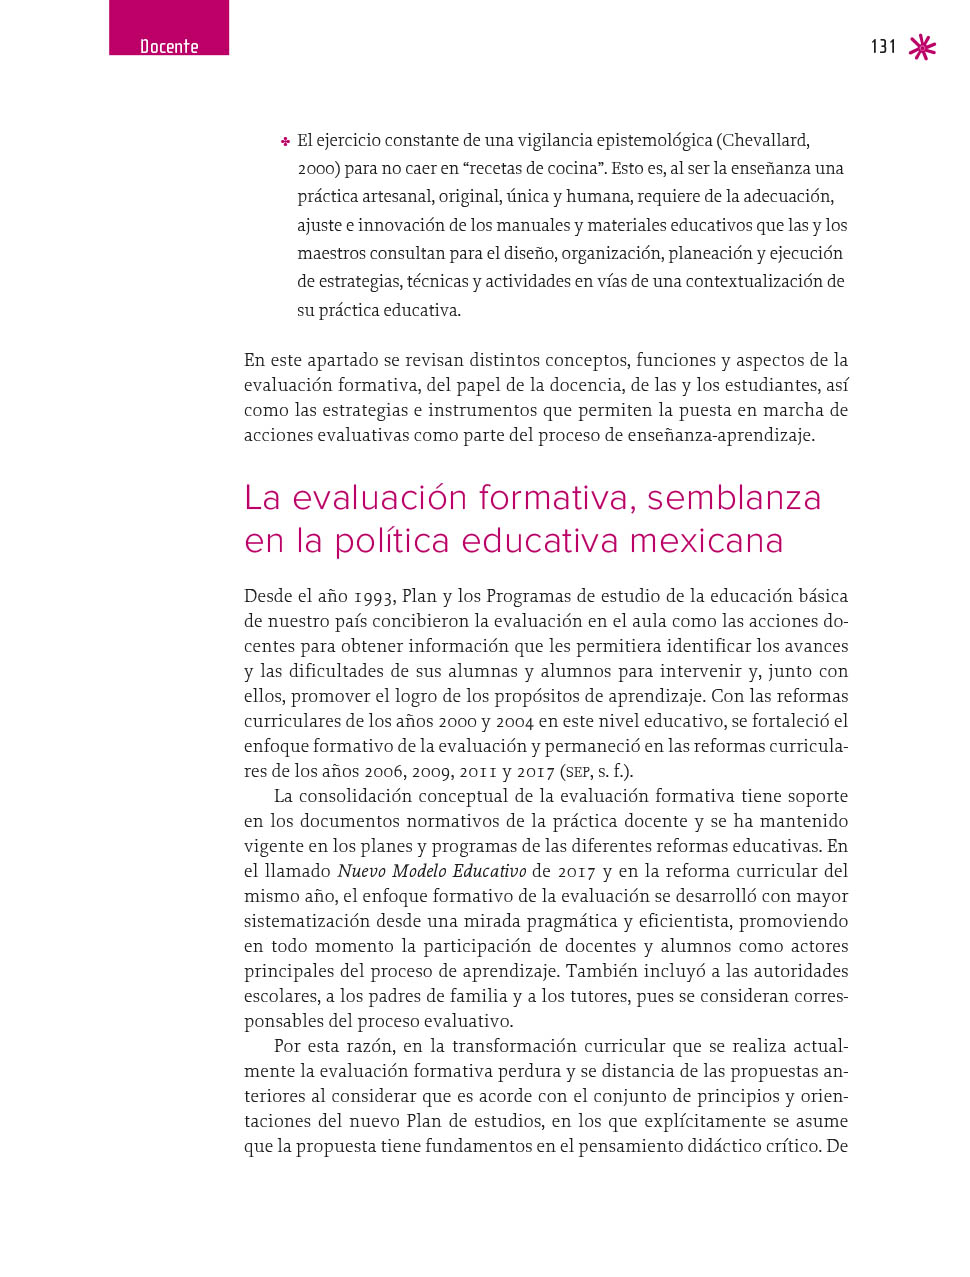 Docente
131
✤ El ejercicio constante de una vigilancia epistemológica (Chevallard,
2000) para no caer en “recetas de cocina”. Esto es, al ser la enseñanza una
práctica artesanal, original, única y humana, requiere de la adecuación,
ajuste e innovación de los manuales y materiales educativos que las y los
maestros consultan para el diseño, organización, planeación y ejecución
de estrategias, técnicas y actividades en vías de una contextualización de
su práctica educativa.
En este apartado se revisan distintos conceptos, funciones y aspectos de la
evaluación formativa, del papel de la docencia, de las y los estudiantes, así
como las estrategias e instrumentos que permiten la puesta en marcha de
acciones evaluativas como parte del proceso de enseñanza-aprendizaje.
La evaluación formativa, semblanza
en la política educativa mexicana
Desde el año 1993, Plan y los Programas de estudio de la educación básica
de nuestro país concibieron la evaluación en el aula como las acciones do-
centes para obtener información que les permitiera identificar los avances
y las dificultades de sus alumnas y alumnos para intervenir y, junto con
ellos, promover el logro de los propósitos de aprendizaje. Con las reformas
curriculares de los años 2000 y 2004 en este nivel educativo, se fortaleció el
enfoque formativo de la evaluación y permaneció en las reformas curricula-
res de los años 2006, 2009, 2011 y 2017 (SEP, s. f.).
La consolidación conceptual de la evaluación formativa tiene soporte
en los documentos normativos de la práctica docente y se ha mantenido
vigente en los planes y programas de las diferentes reformas educativas. En
el llamado Nuevo Modelo Educativo de 2017 y en la reforma curricular del
mismo año, el enfoque formativo de la evaluación se desarrolló con mayor
sistematización desde una mirada pragmática y eficientista, promoviendo
en todo momento la participación de docentes y alumnos como actores
principales del proceso de aprendizaje. También incluyó a las autoridades
escolares, a los padres de familia y a los tutores, pues se consideran corres-
ponsables del proceso evaluativo.
Por esta razón, en la transformación curricular que se realiza actual-
mente la evaluación formativa perdura y se distancia de las propuestas an-
teriores al considerar que es acorde con el conjunto de principios y orien-
taciones del nuevo Plan de estudios, en los que explícitamente se asume
que la propuesta tiene fundamentos en el pensamiento didáctico crítico. De